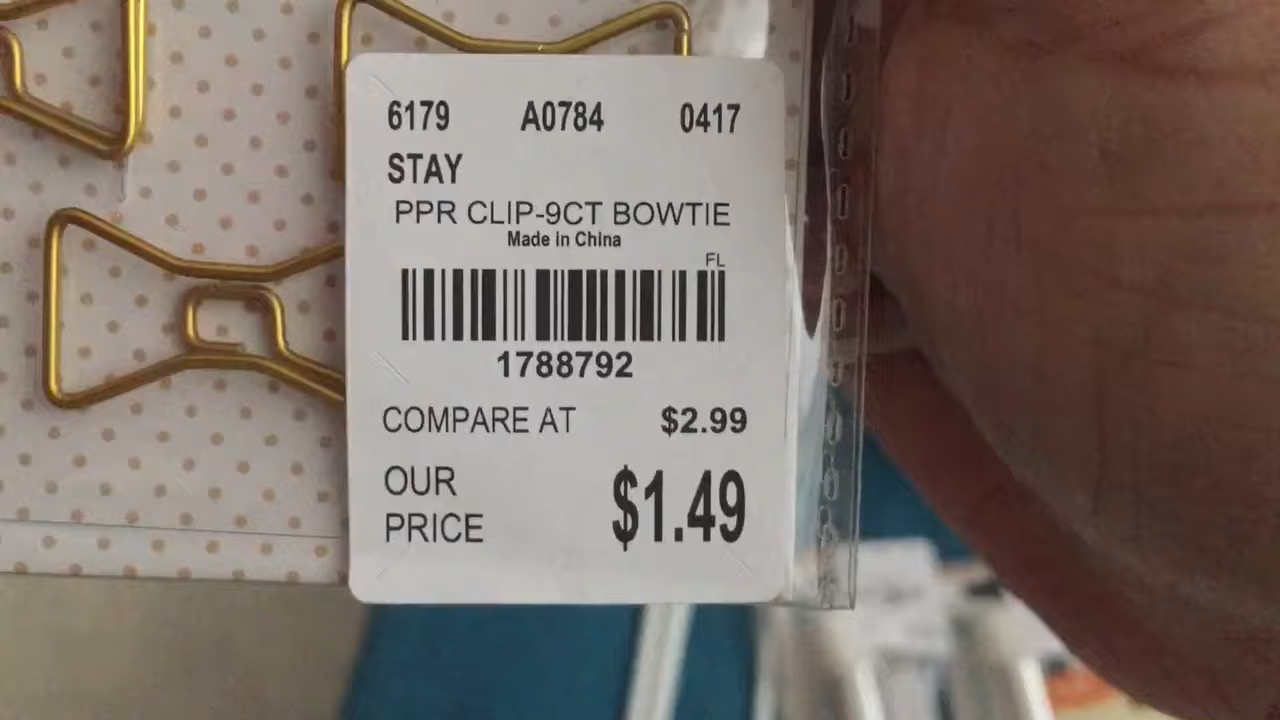 6179 A0784 0417
STAY
PPR CLIP-9CT BOWTIE
Made in China
FL
1788792
COMPARE AT $2.99
OUR
PRICE $1.49